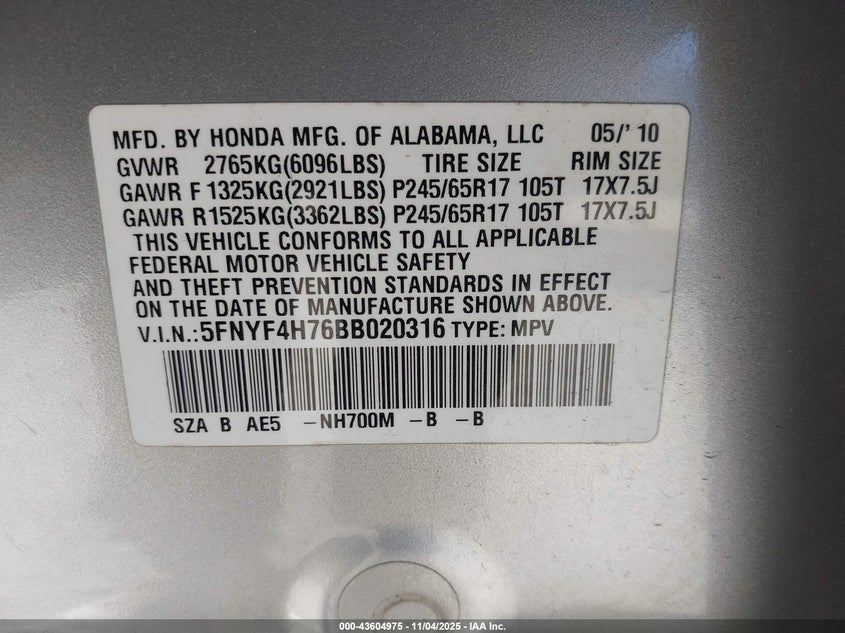 MFD. BY HONDA MFG. OF ALABAMA, LLC 05/' 10
GVWR 2765KG(6096LBS) TIRE SIZE RIM SIZE
GAWR F 1325KG(2921LBS) P245/65R17 105T 17X7.5J
GAWR R1525KG(3362LBS) P245/65R17 105T 17X7.5J
THIS VEHICLE CONFORMS TO ALL APPLICABLE
FEDERAL MOTOR VEHICLE SAFETY
AND THEFT PREVENTION STANDARDS IN EFFECT
ON THE DATE OF MANUFACTURE SHOWN ABOVE.
V.I.N.:5FNYF4H76BB020316 TYPE: MPV
SZA B AE5 -NH700M -B -B
000-43604975 - 11/04/2025 - IAA Inc.